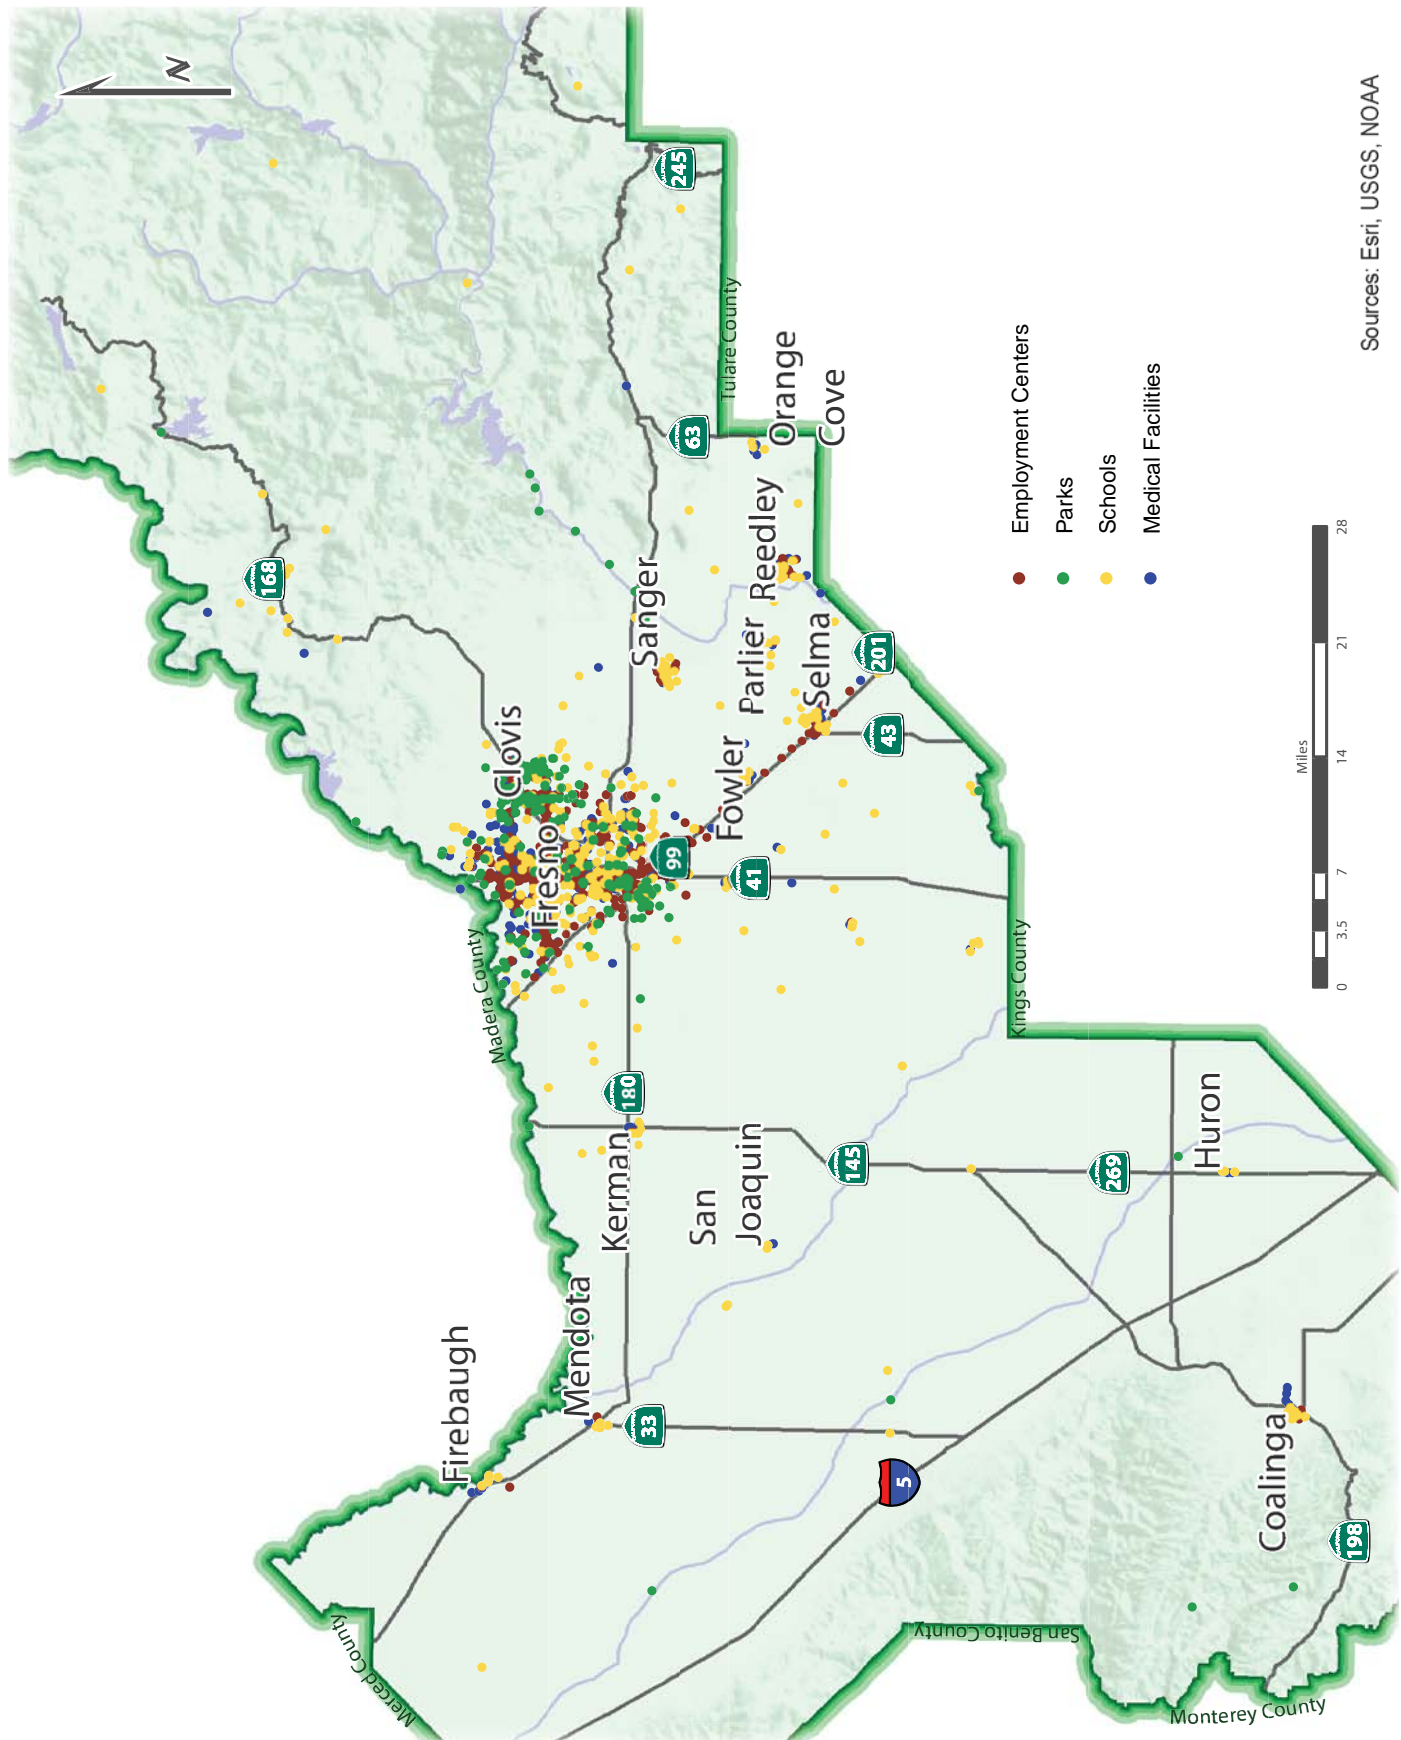 N
168
245
63
180
99
41
43
201
145
269
33
5
198
Clovis
Fresno
Sanger
Parlier
Reedley
Orange
Cove
Selma
Fowler
Kerman
San
Joaquin
Mendota
Firebaugh
Huron
Coalinga
Madera County
Merced County
San Benito County
Monterey County
Kings County
Tulare County
Employment Centers
Parks
Schools
Medical Facilities
Miles
0 3.5 7 14 21 28
Sources: Esri, USGS, NOAA